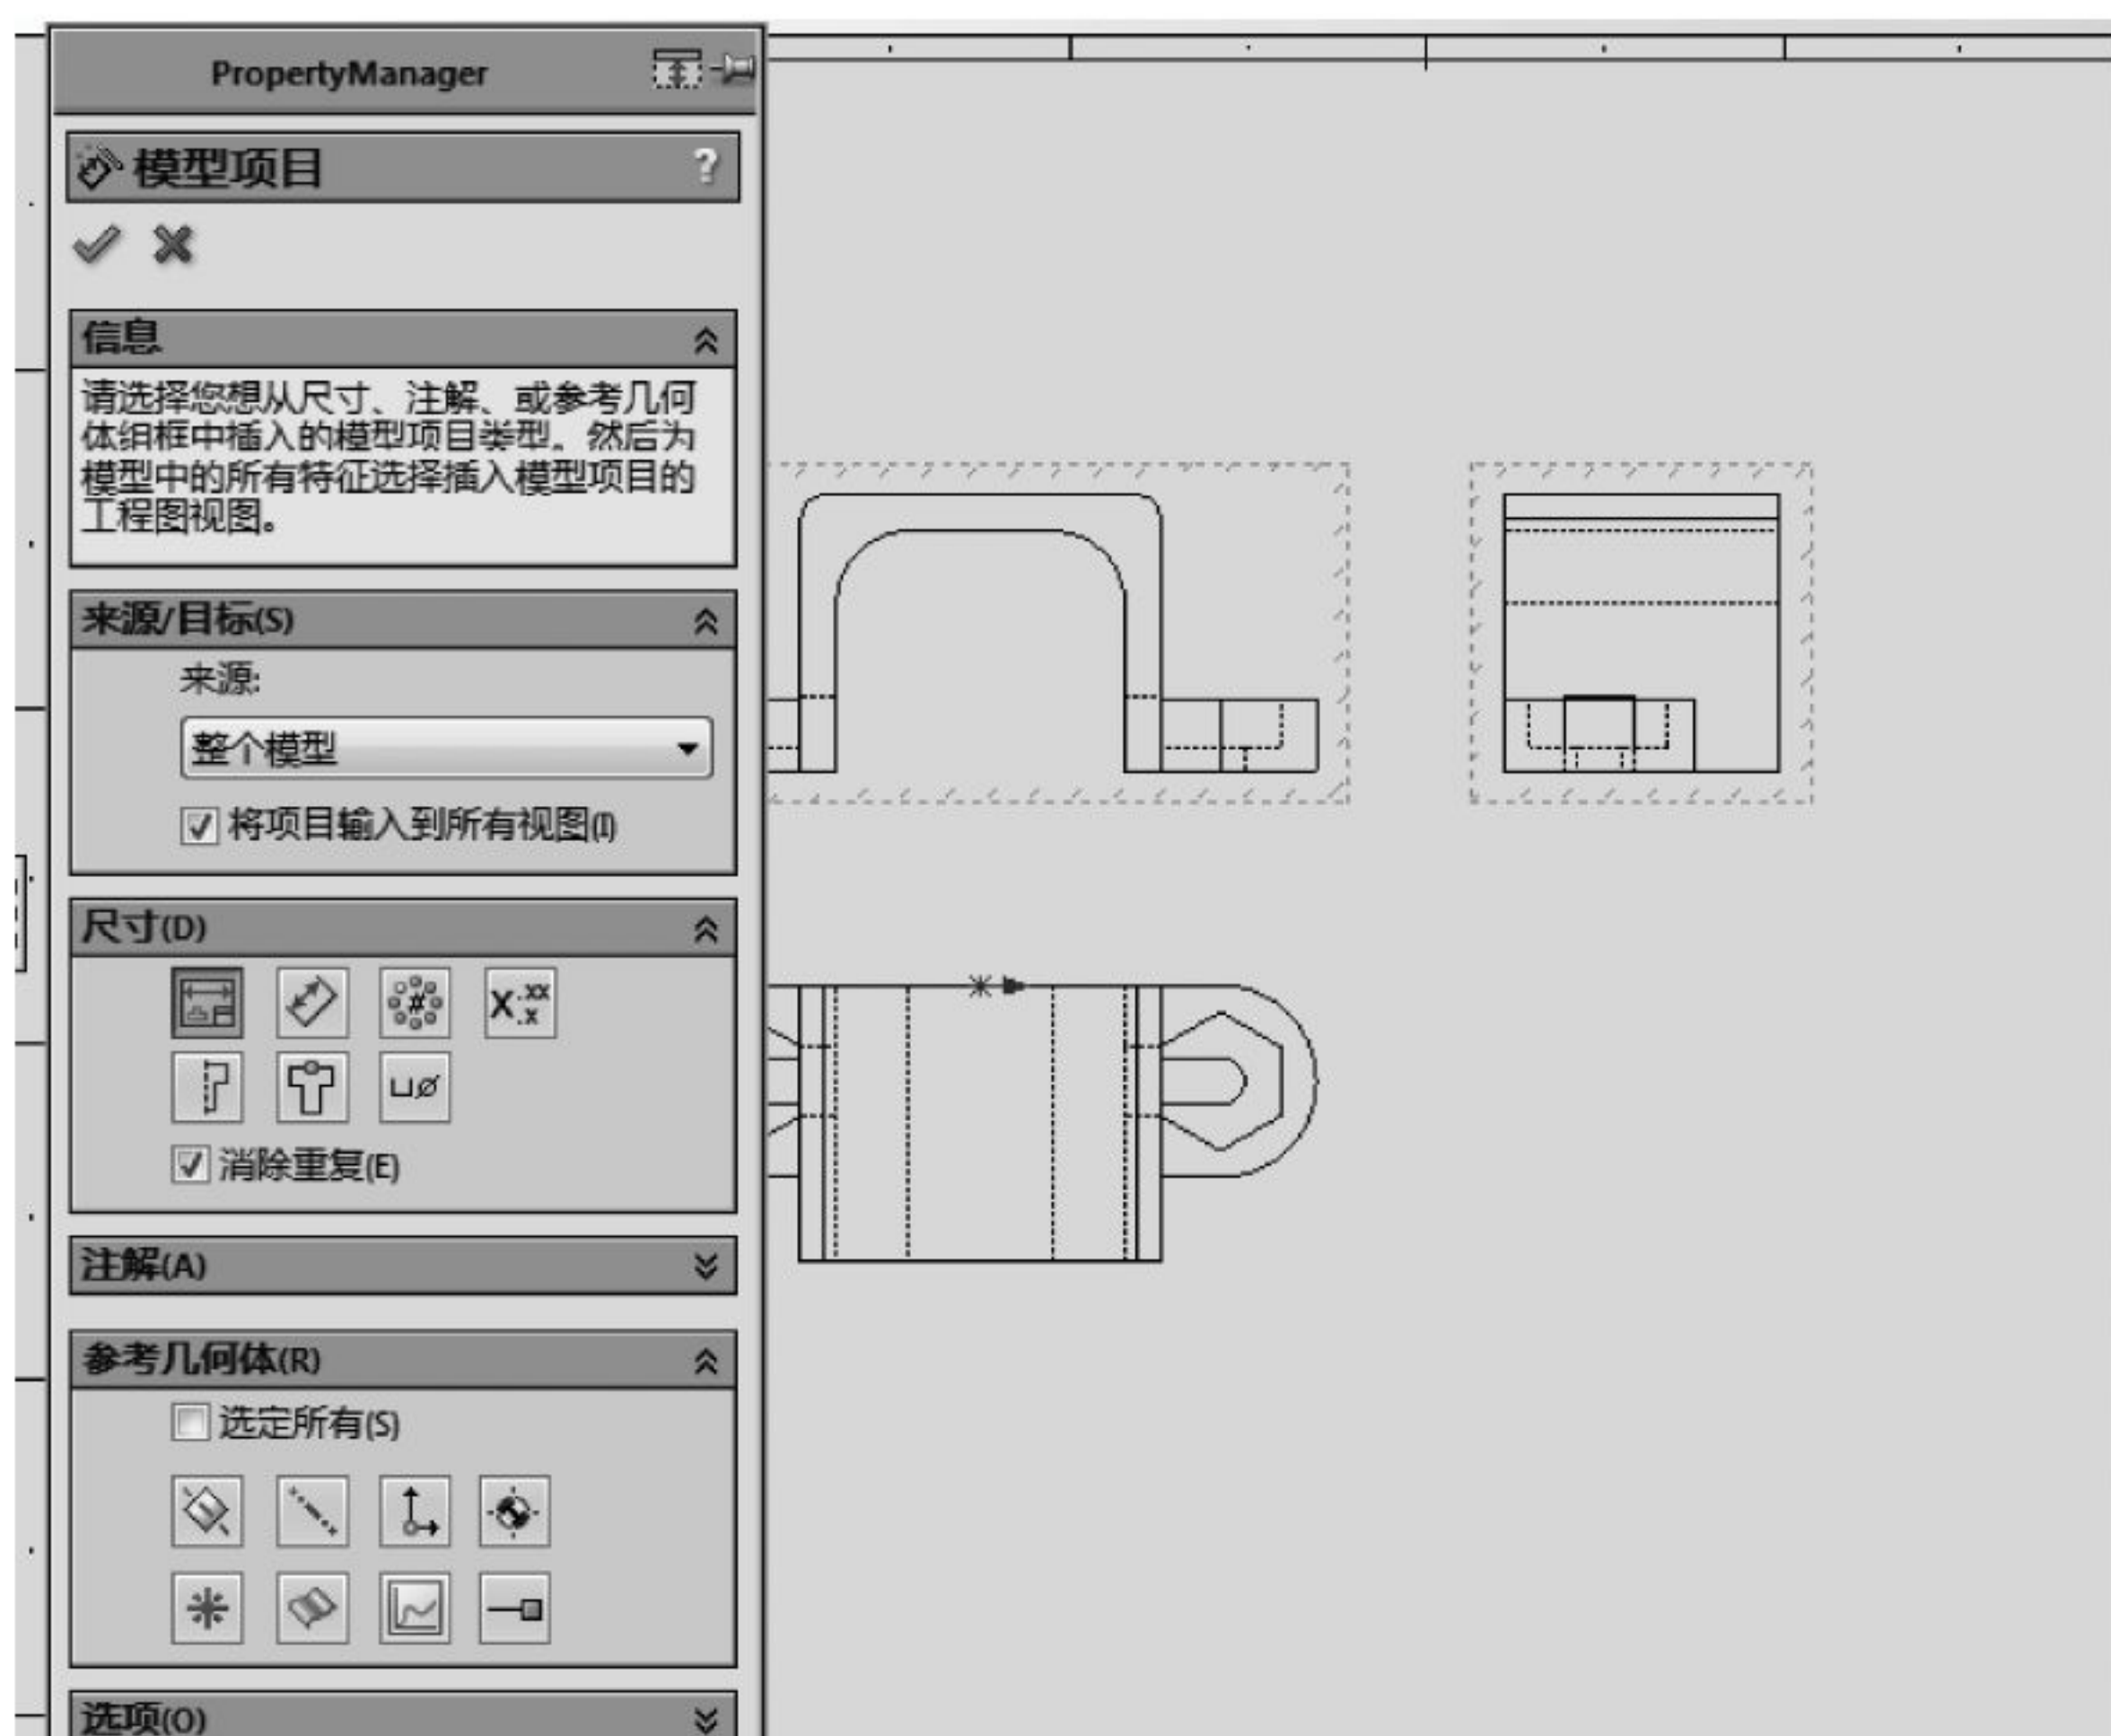 PropertyManager
模型项目 ?
信息
请选择您想从尺寸、注解、或参考几何
体组框中插入的模型项目类型。然后为
模型中的所有特征选择插入模型项目的
工程图视图。
来源/目标(S)
来源:
整个模型
将项目输入到所有视图(I)
尺寸(D)
#
X.xx
.x
⊔⌀
消除重复(E)
注解(A)
参考几何体(R)
选定所有(S)
选项(O)